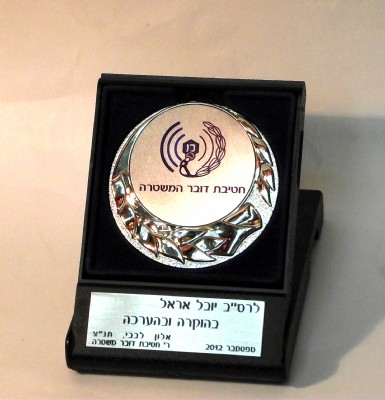 חטיבת דובר המשטרה
לרס״ב יובל אראל
בהוקרה ובהערכה
אלון לבבי, תנ״צ
ספטמבר 2012 ר׳ חטיבת דובר משטרה